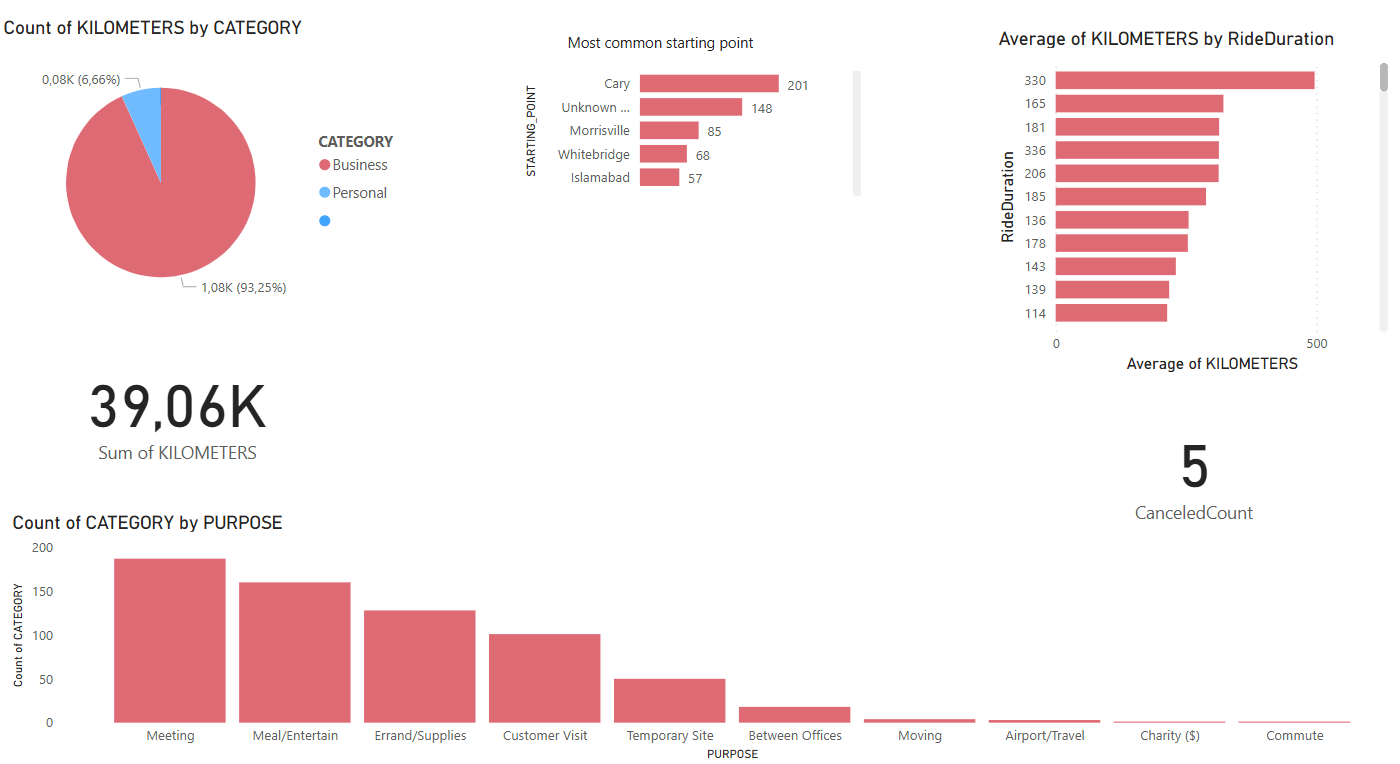 Count of KILOMETERS by CATEGORY
0,08K (6,66%)
1,08K (93,25%)
CATEGORY
Business
Personal
Most common starting point
STARTING_POINT
Cary 201
Unknown ... 148
Morrisville 85
Whitebridge 68
Islamabad 57
Average of KILOMETERS by RideDuration
RideDuration
330
165
181
336
206
185
136
178
143
139
114
0 500
Average of KILOMETERS
39,06K
Sum of KILOMETERS
5
CanceledCount
Count of CATEGORY by PURPOSE
Count of CATEGORY
200
150
100
50
0
Meeting Meal/Entertain Errand/Supplies Customer Visit Temporary Site Between Offices Moving Airport/Travel Charity ($) Commute
PURPOSE